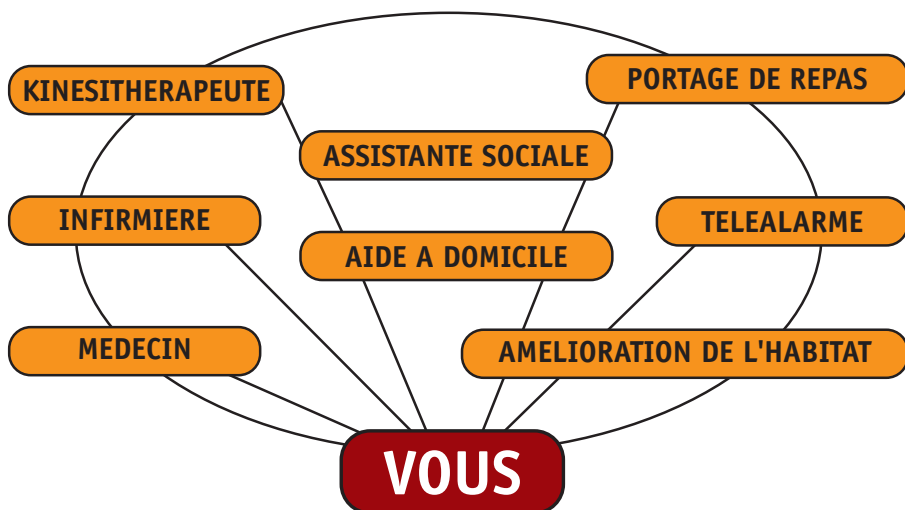 KINESITHERAPEUTE
PORTAGE DE REPAS
ASSISTANTE SOCIALE
INFIRMIERE
TELEALARME
AIDE A DOMICILE
MEDECIN
AMELIORATION DE L'HABITAT
VOUS